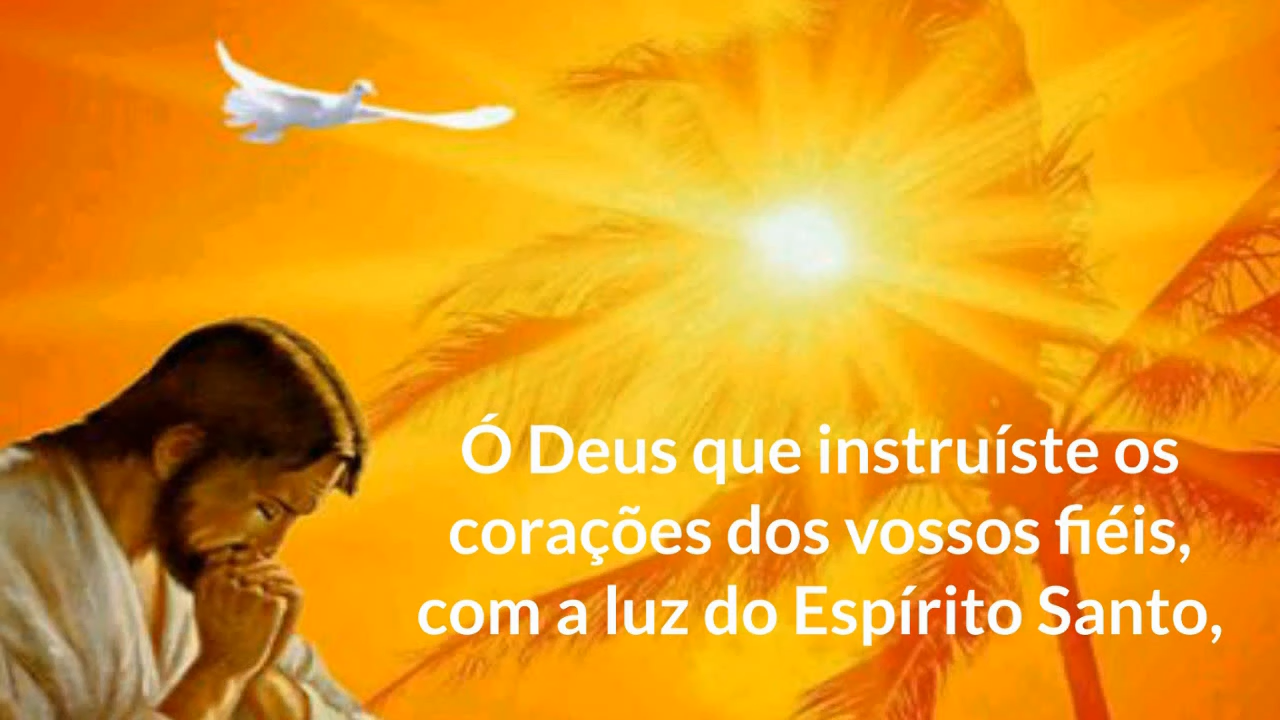 Ó Deus que instruíste os
corações dos vossos fiéis,
com a luz do Espírito Santo,